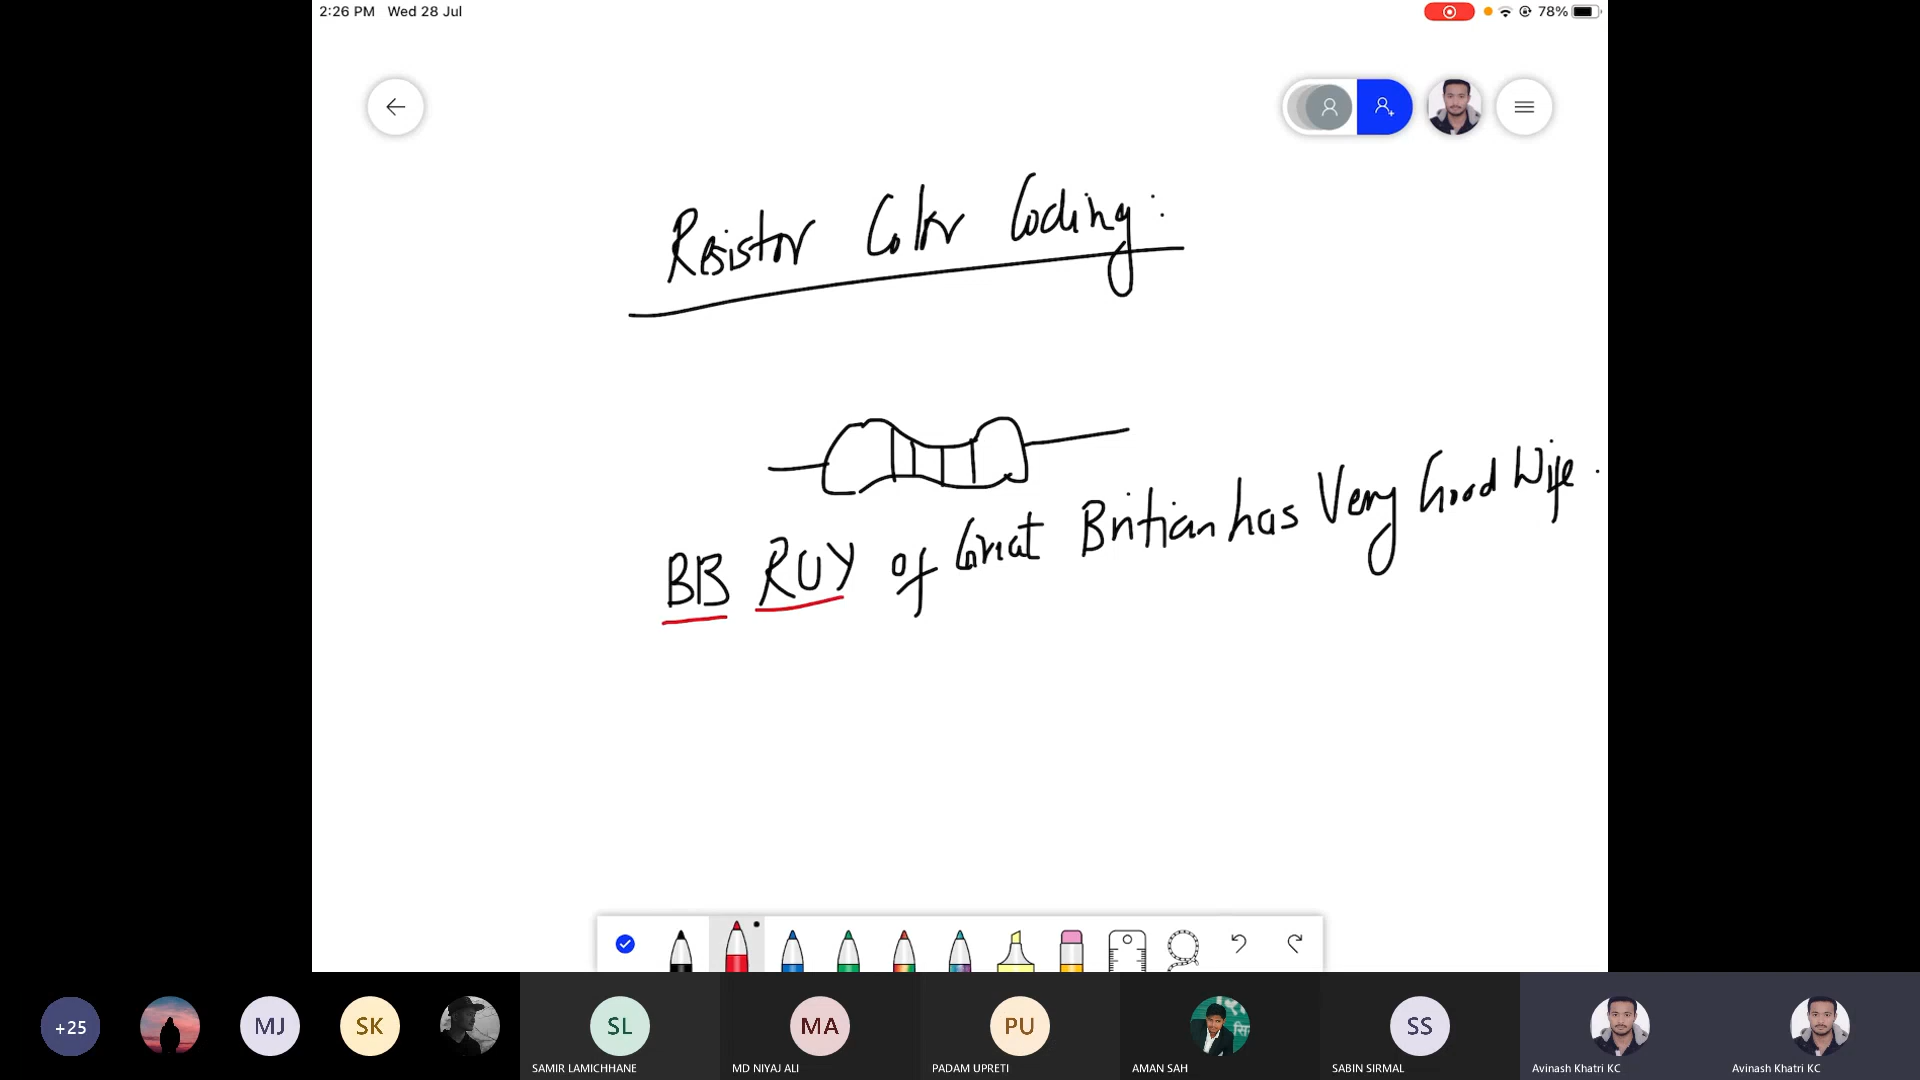 2:26 PM Wed 28 Jul 78%
Resistor Color Coding:
BB ROY of Great Britian has Very Good Wife.
+25
MJ
SK
SL
MA
PU
SS
SAMIR LAMICHHANE
MD NIYAJ ALI
PADAM UPRETI
AMAN SAH
SABIN SIRMAL
Avinash Khatri KC
Avinash Khatri KC